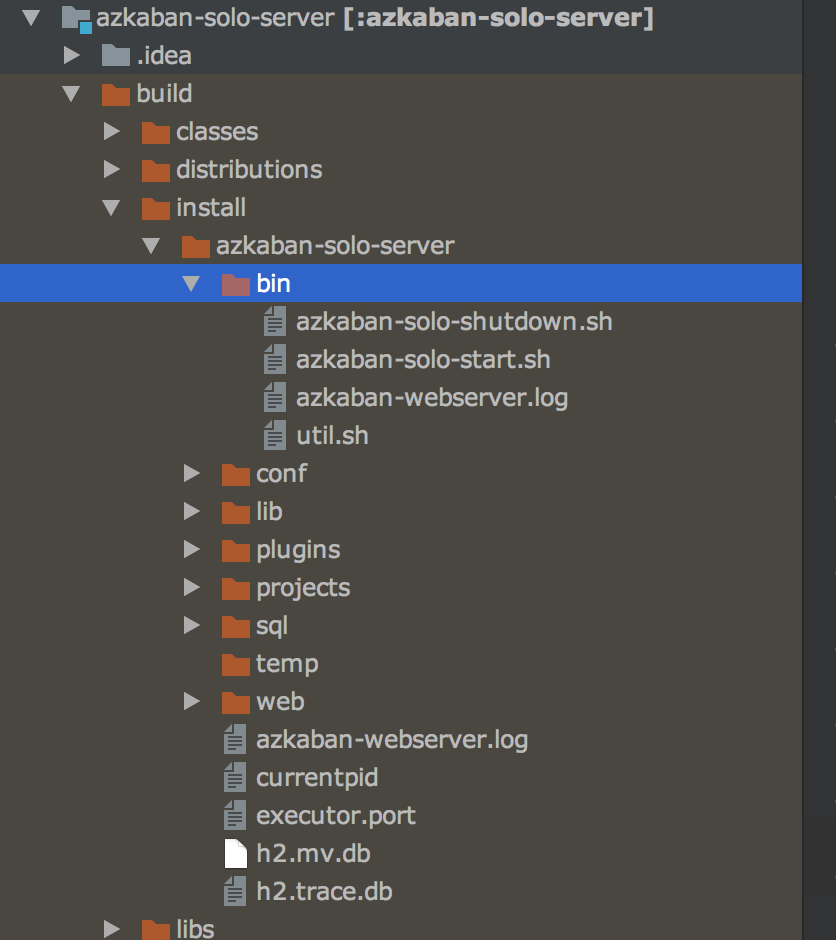 azkaban-solo-server [:azkaban-solo-server]
.idea
build
classes
distributions
install
azkaban-solo-server
bin
azkaban-solo-shutdown.sh
azkaban-solo-start.sh
azkaban-webserver.log
util.sh
conf
lib
plugins
projects
sql
temp
web
azkaban-webserver.log
currentpid
executor.port
h2.mv.db
h2.trace.db
libs